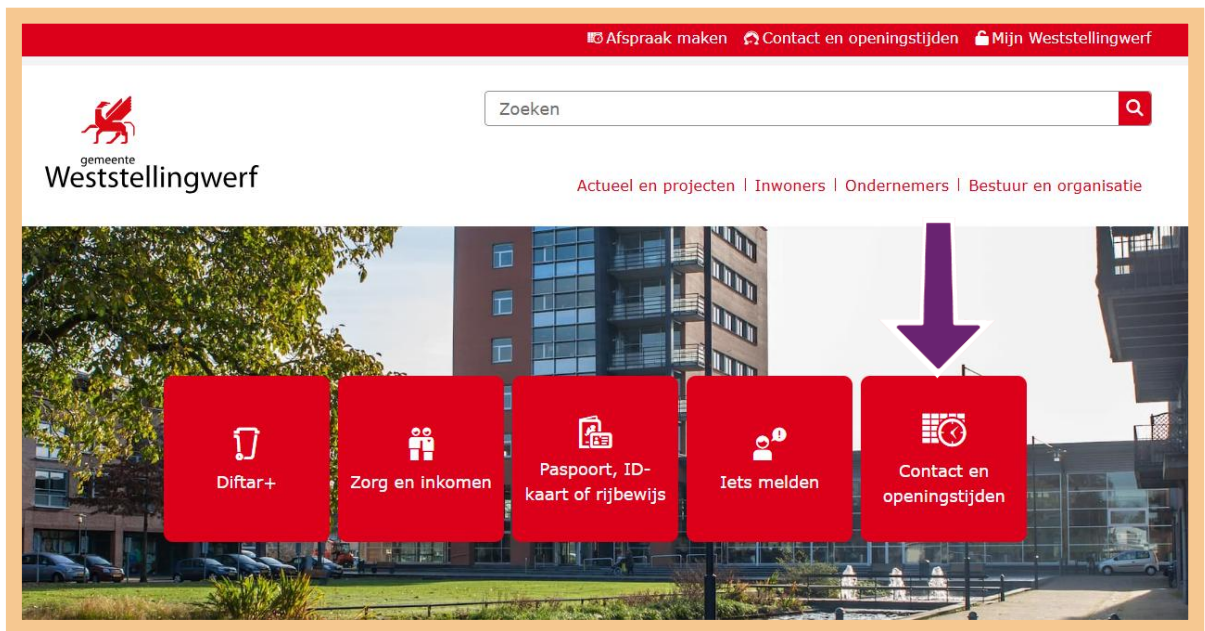 Afspraak maken Contact en openingstijden Mijn Weststellingwerf
Zoeken
gemeente
Weststellingwerf
Actueel en projecten | Inwoners | Ondernemers | Bestuur en organisatie
Diftar+
Zorg en inkomen
Paspoort, ID-
kaart of rijbewijs
Iets melden
Contact en
openingstijden